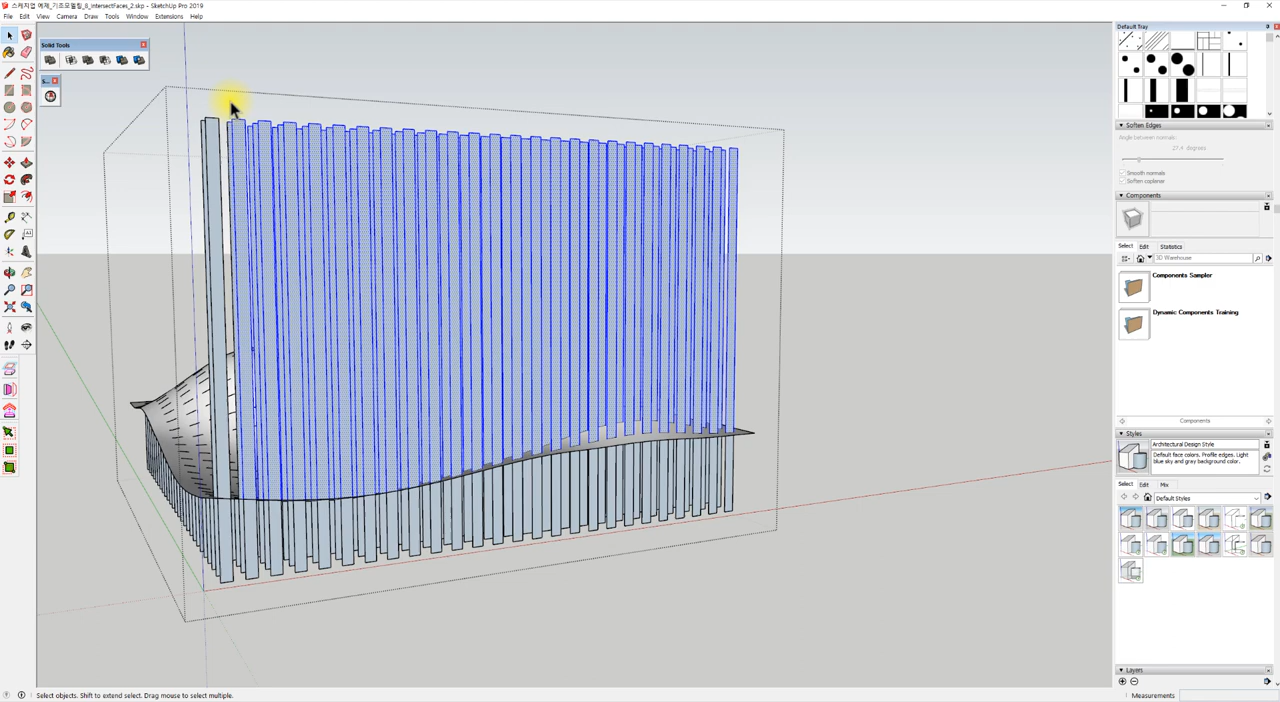 스케치업 예제_기초모델링_8_intersectFaces_2.skp - SketchUp Pro 2019
File Edit View Camera Draw Tools Window Extensions Help
Default Tray
Solid Tools
S...
Soften Edges
Angle between normals:
27.4 degrees
Smooth normals
Soften coplanar
Components
Select Edit Statistics
3D Warehouse
Components Sampler
Dynamic Components Training
Components
Styles
Architectural Design Style
Default face colors. Profile edges. Light blue sky and gray background color.
Select Edit Mix
Default Styles
Layers
Select objects. Shift to extend select. Drag mouse to select multiple.
Measurements